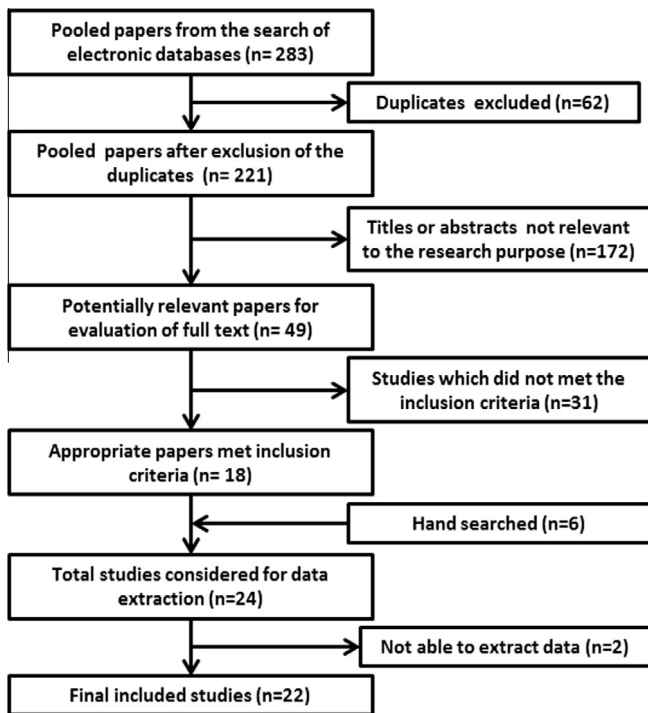 Pooled papers from the search of
electronic databases (n= 283)
Duplicates excluded (n=62)
Pooled papers after exclusion of the
duplicates (n= 221)
Titles or abstracts not relevant
to the research purpose (n=172)
Potentially relevant papers for
evaluation of full text (n= 49)
Studies which did not met the
inclusion criteria (n=31)
Appropriate papers met inclusion
criteria (n= 18)
Hand searched (n=6)
Total studies considered for data
extraction (n=24)
Not able to extract data (n=2)
Final included studies (n=22)